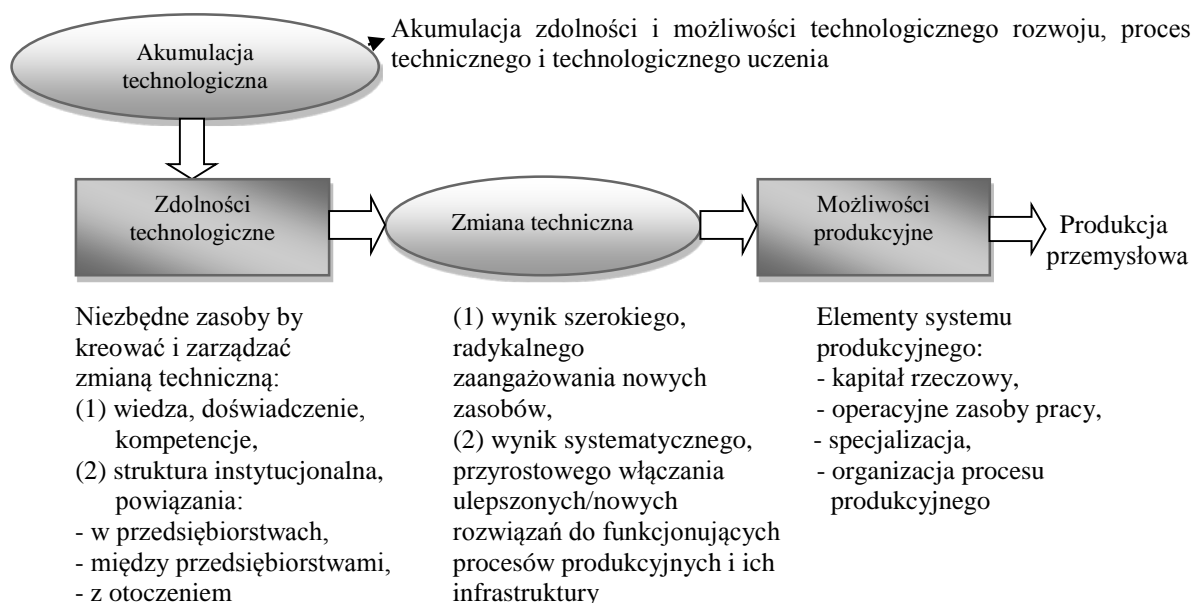 Akumulacja
technologiczna
Akumulacja zdolności i możliwości technologicznego rozwoju, proces
technicznego i technologicznego uczenia
Zdolności
technologiczne
Zmiana techniczna
Możliwości
produkcyjne
Produkcja
przemysłowa
Niezbędne zasoby by
kreować i zarządzać
zmianą techniczną:
(1) wiedza, doświadczenie,
kompetencje,
(2) struktura instytucjonalna,
powiązania:
- w przedsiębiorstwach,
- między przedsiębiorstwami,
- z otoczeniem
(1) wynik szerokiego,
radykalnego
zaangażowania nowych
zasobów,
(2) wynik systematycznego,
przyrostowego włączania
ulepszonych/nowych
rozwiązań do funkcjonujących
procesów produkcyjnych i ich
infrastruktury
Elementy systemu
produkcyjnego:
- kapitał rzeczowy,
- operacyjne zasoby pracy,
- specjalizacja,
- organizacja procesu
produkcyjnego